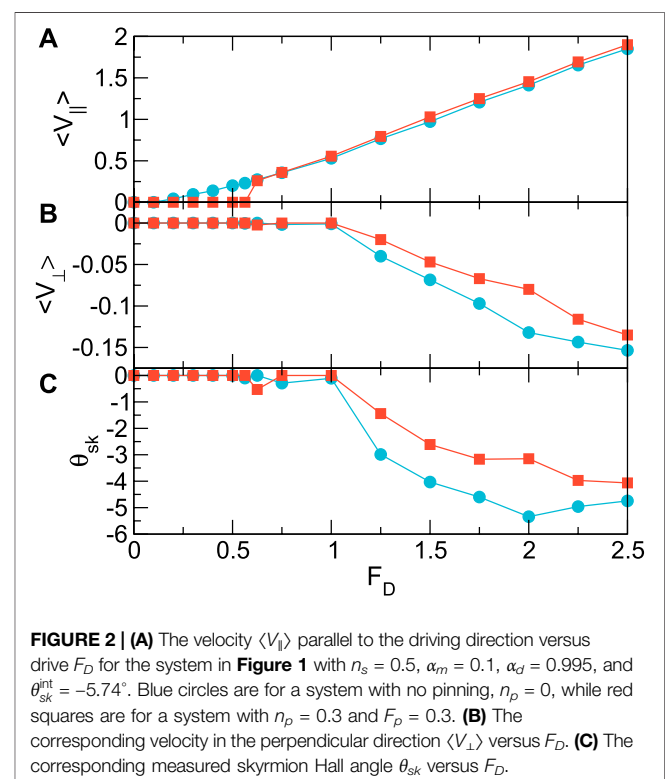 A
2
1.5
1
0.5
0
<V||>
B
0
-0.05
-0.1
-0.15
<V⊥>
C
0
-1
-2
-3
-4
-5
-6
θsk
0 0.5 1 1.5 2 2.5
FD
FIGURE 2 | (A) The velocity ⟨V||⟩ parallel to the driving direction versus
drive FD for the system in Figure 1 with ns = 0.5, αm = 0.1, αd = 0.995, and
θsk^int = −5.74°. Blue circles are for a system with no pinning, np = 0, while red
squares are for a system with np = 0.3 and Fp = 0.3. (B) The
corresponding velocity in the perpendicular direction ⟨V⊥⟩ versus FD. (C) The
corresponding measured skyrmion Hall angle θsk versus FD.